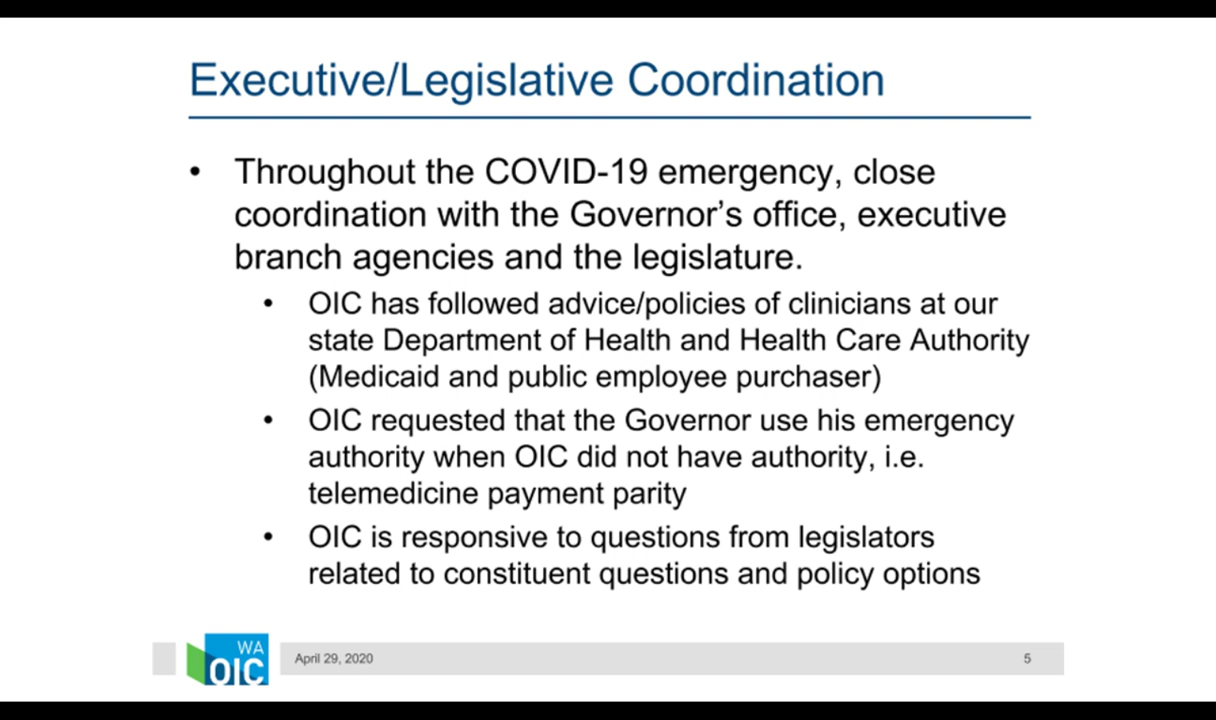 Executive/Legislative Coordination
• Throughout the COVID-19 emergency, close
coordination with the Governor's office, executive
branch agencies and the legislature.
• OIC has followed advice/policies of clinicians at our
state Department of Health and Health Care Authority
(Medicaid and public employee purchaser)
• OIC requested that the Governor use his emergency
authority when OIC did not have authority, i.e.
telemedicine payment parity
• OIC is responsive to questions from legislators
related to constituent questions and policy options
WA
OIC
April 29, 2020
5